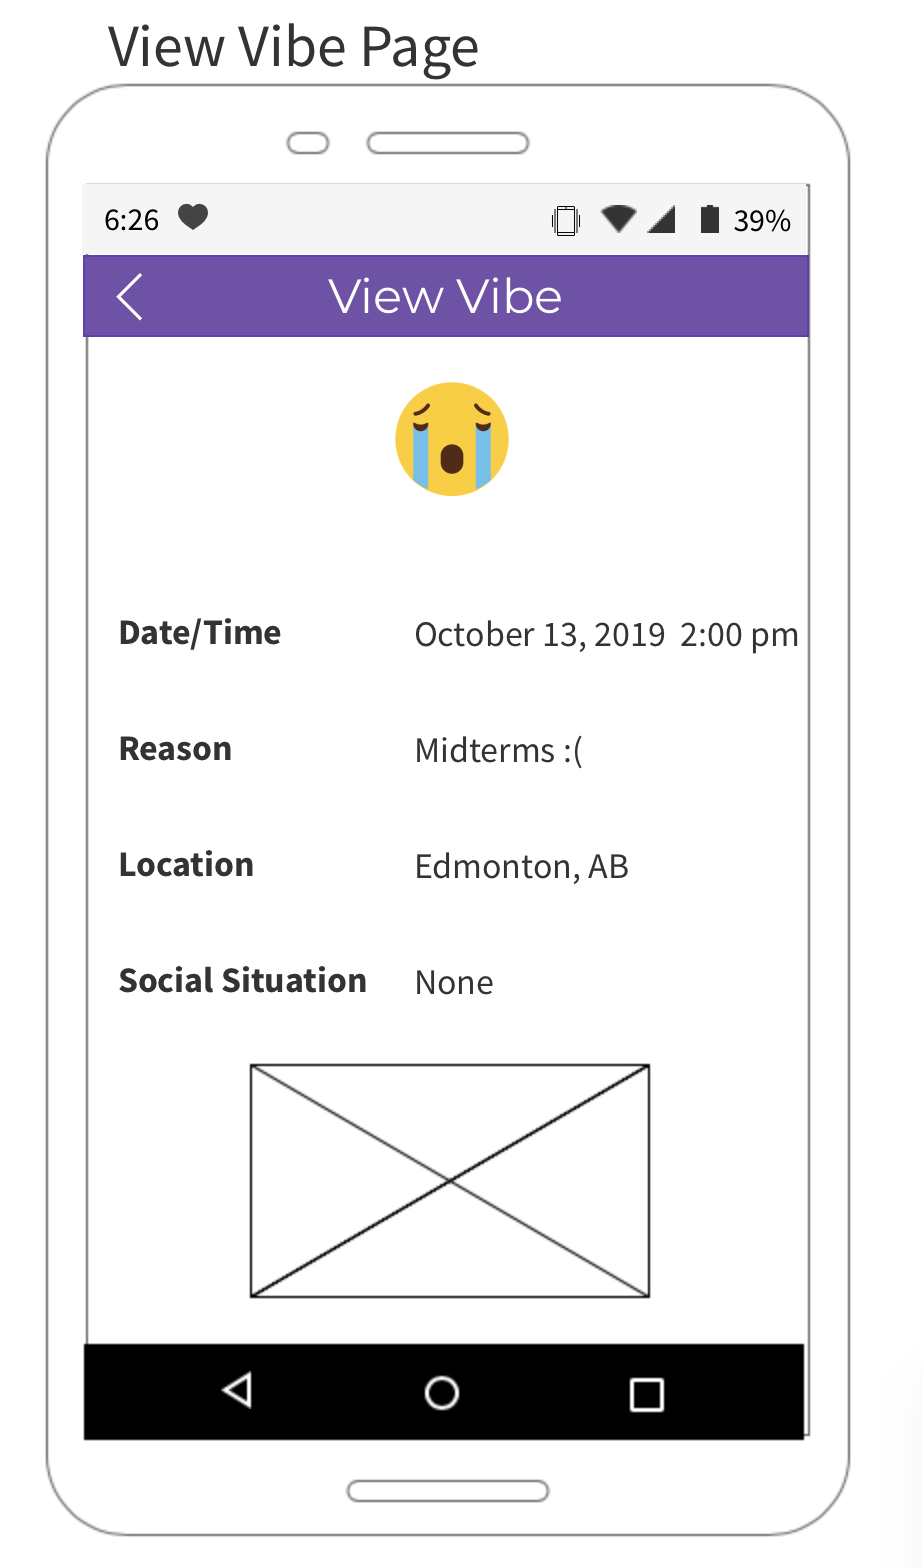 View Vibe Page
6:26 39%
View Vibe
Date/Time October 13, 2019 2:00 pm
Reason Midterms :(
Location Edmonton, AB
Social Situation None